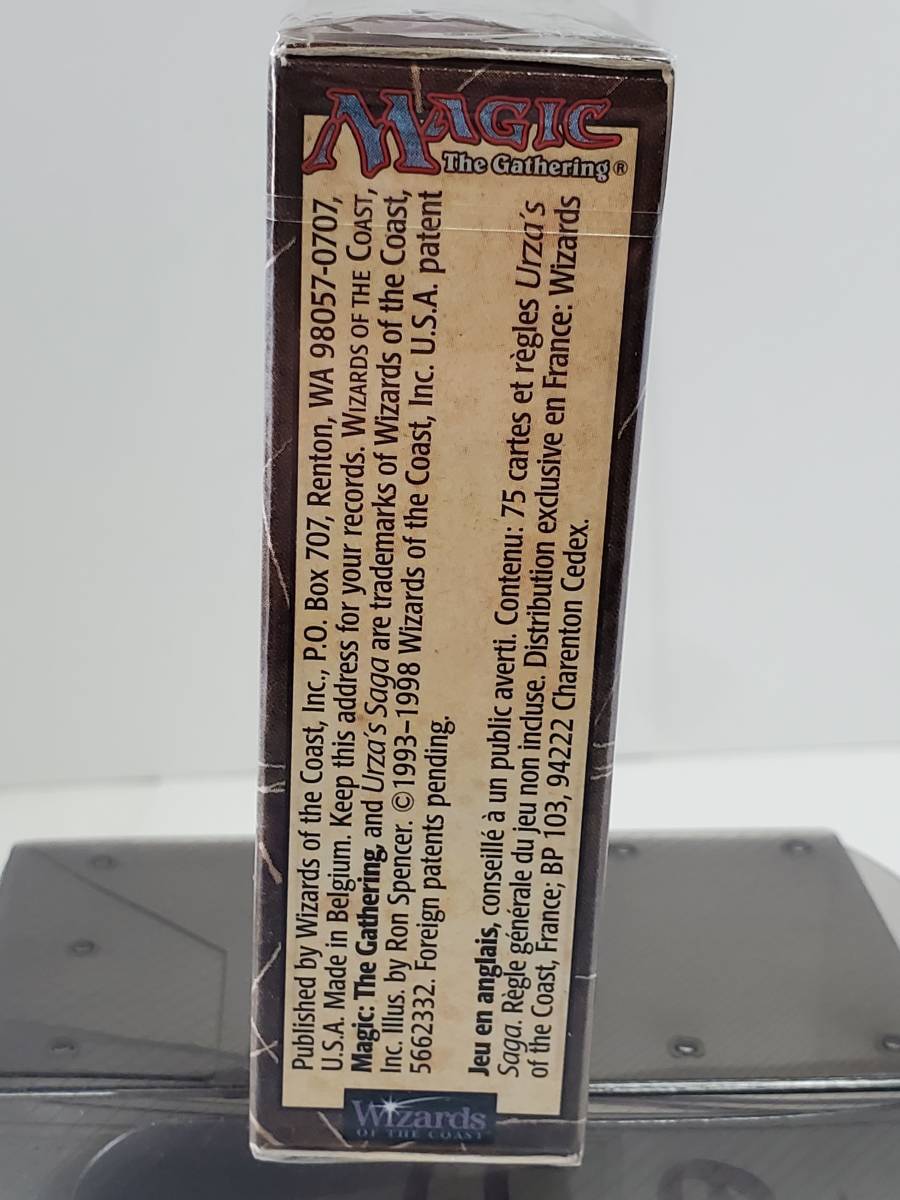 MAGIC
The Gathering®
Published by Wizards of the Coast, Inc., P.O. Box 707, Renton, WA 98057-0707,
U.S.A. Made in Belgium. Keep this address for your records. WIZARDS OF THE COAST,
Magic: The Gathering, and Urza's Saga are trademarks of Wizards of the Coast,
Inc. Illus. by Ron Spencer. ©1993–1998 Wizards of the Coast, Inc. U.S.A. patent
5662332. Foreign patents pending.
Jeu en anglais, conseillé à un public averti. Contenu: 75 cartes et règles Urza's
Saga. Règle générale du jeu non incluse. Distribution exclusive en France: Wizards
of the Coast, France; BP 103, 94222 Charenton Cedex.
Wizards
OF THE COAST